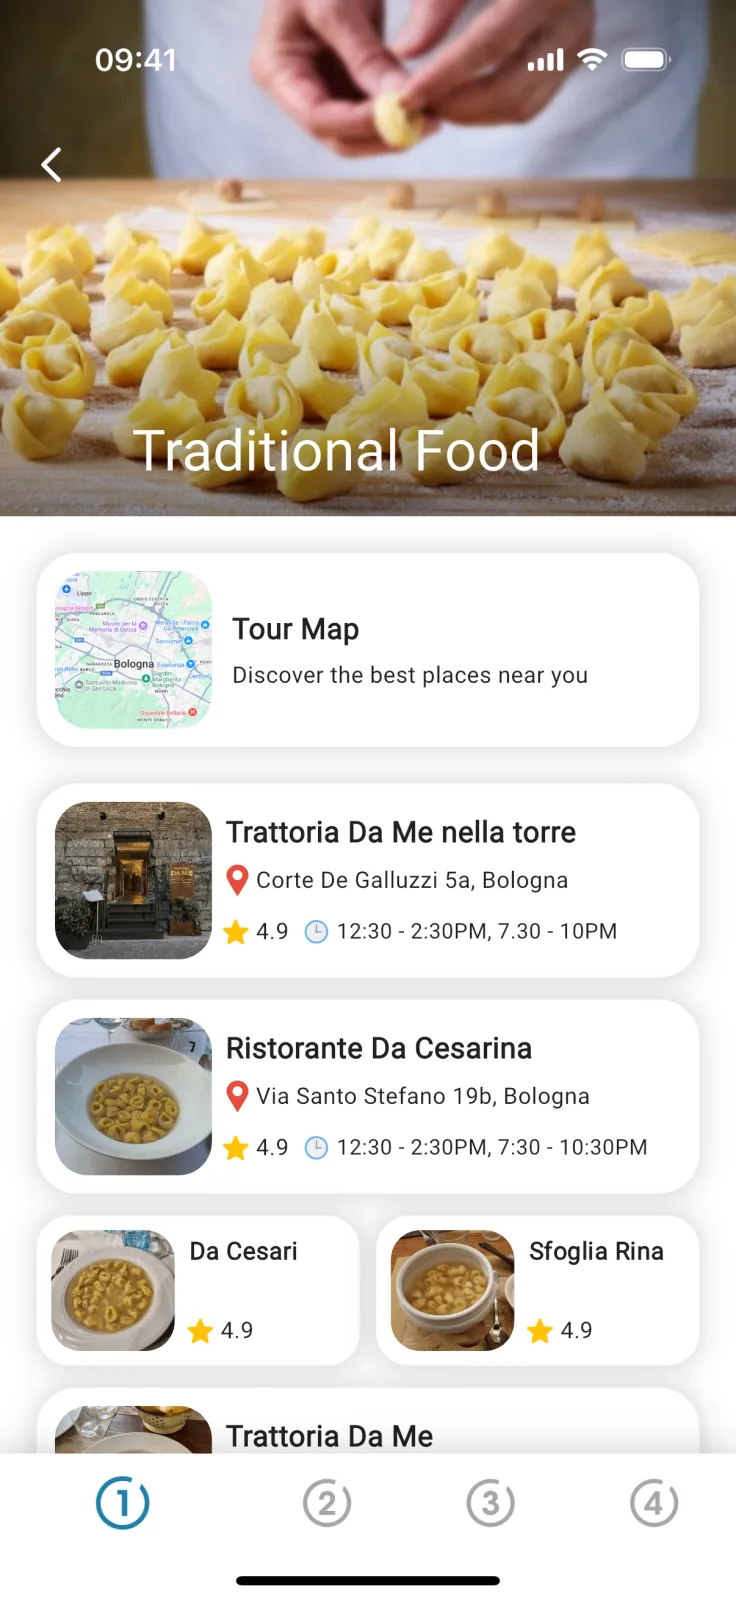 09:41
Traditional Food
Bologna
Tour Map
Discover the best places near you
Trattoria Da Me nella torre
Corte De Galluzzi 5a, Bologna
4.9 12:30 - 2:30PM, 7.30 - 10PM
Ristorante Da Cesarina
Via Santo Stefano 19b, Bologna
4.9 12:30 - 2:30PM, 7:30 - 10:30PM
Da Cesari
4.9
Sfoglia Rina
4.9
Trattoria Da Me
1 2 3 4